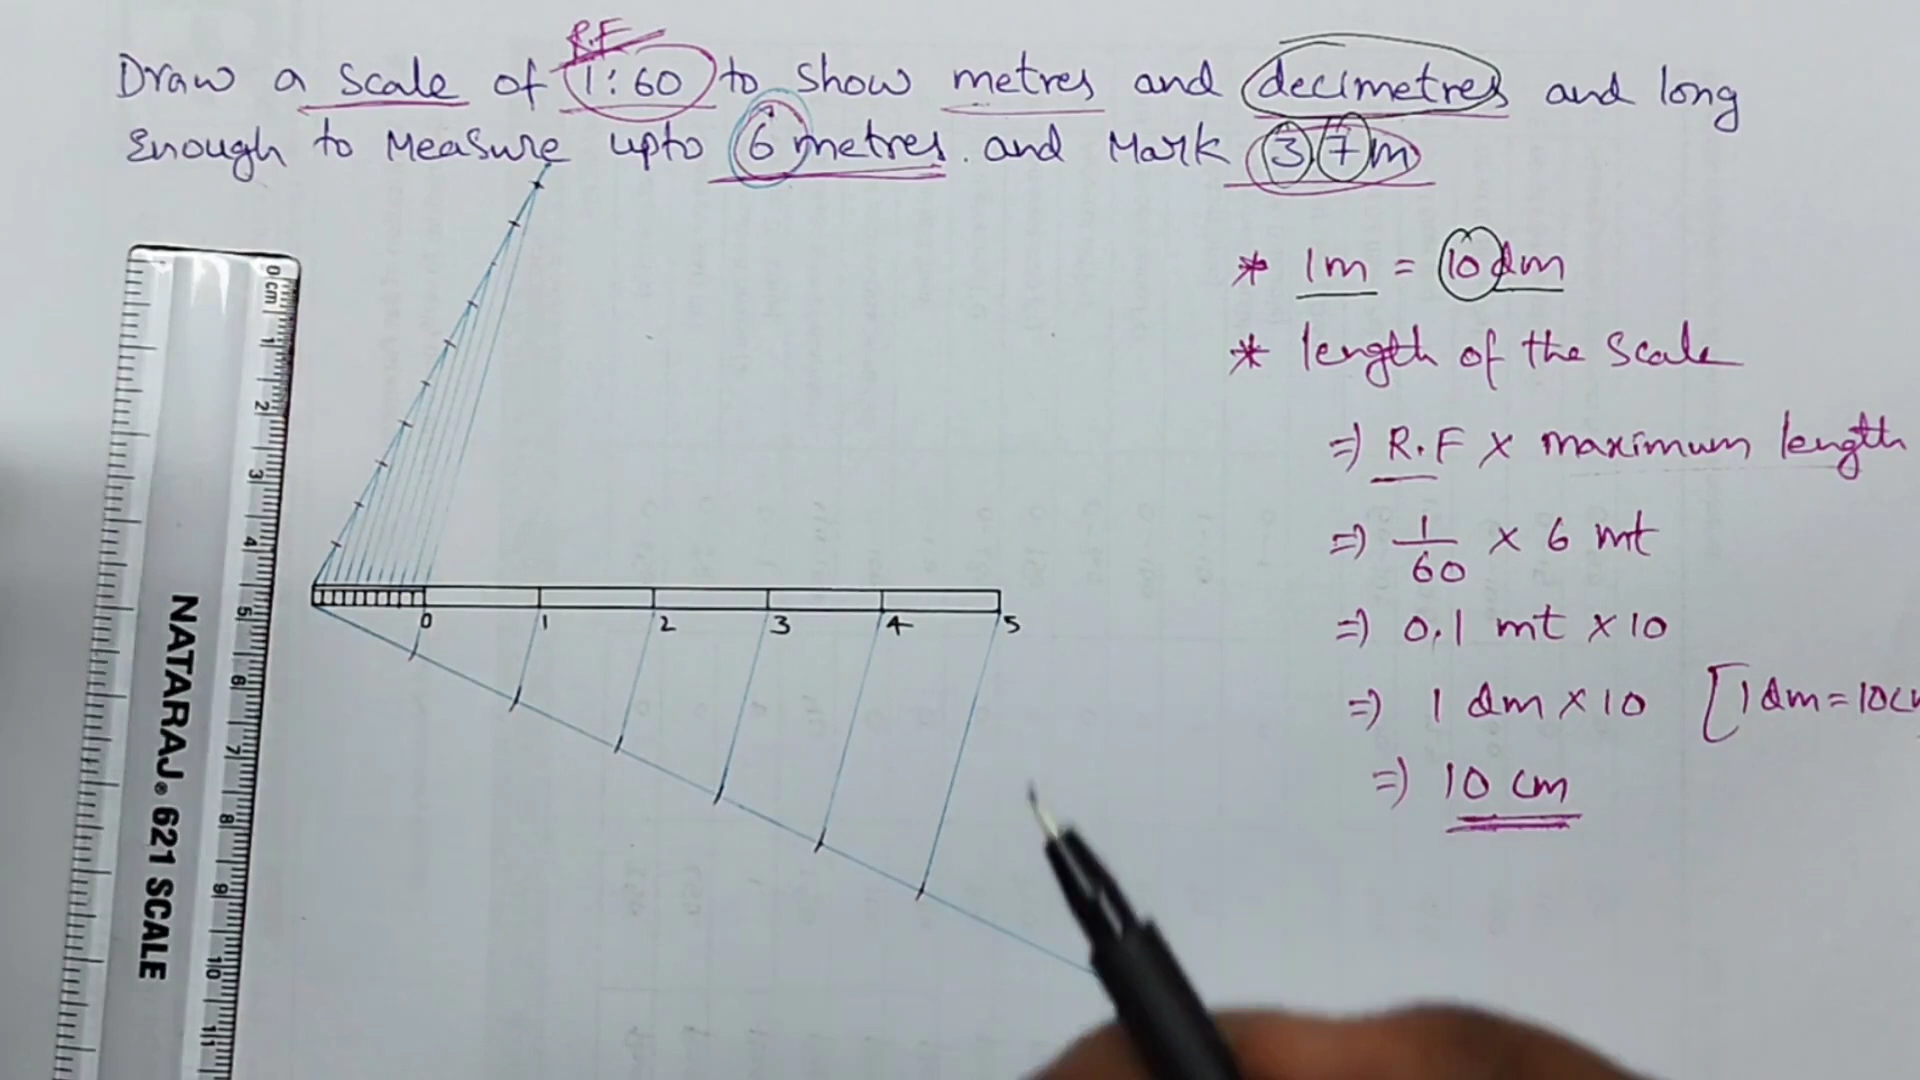 R.F
Draw a scale of 1:60 to show metres and decimetres and long
Enough to Measure upto 6 metres. and Mark 3.7m
* 1m = 10dm
* length of the scale
=) R.F x maximum length
=) 1/60 x 6 mt
=) 0.1 mt x 10
=) 1 dm x 10 [1dm=10cm
=) 10 cm
0 1 2 3 4 5
0 cm 1 2 3 4 5 6 7 8 9 10 11
NATARAJ® 621 SCALE